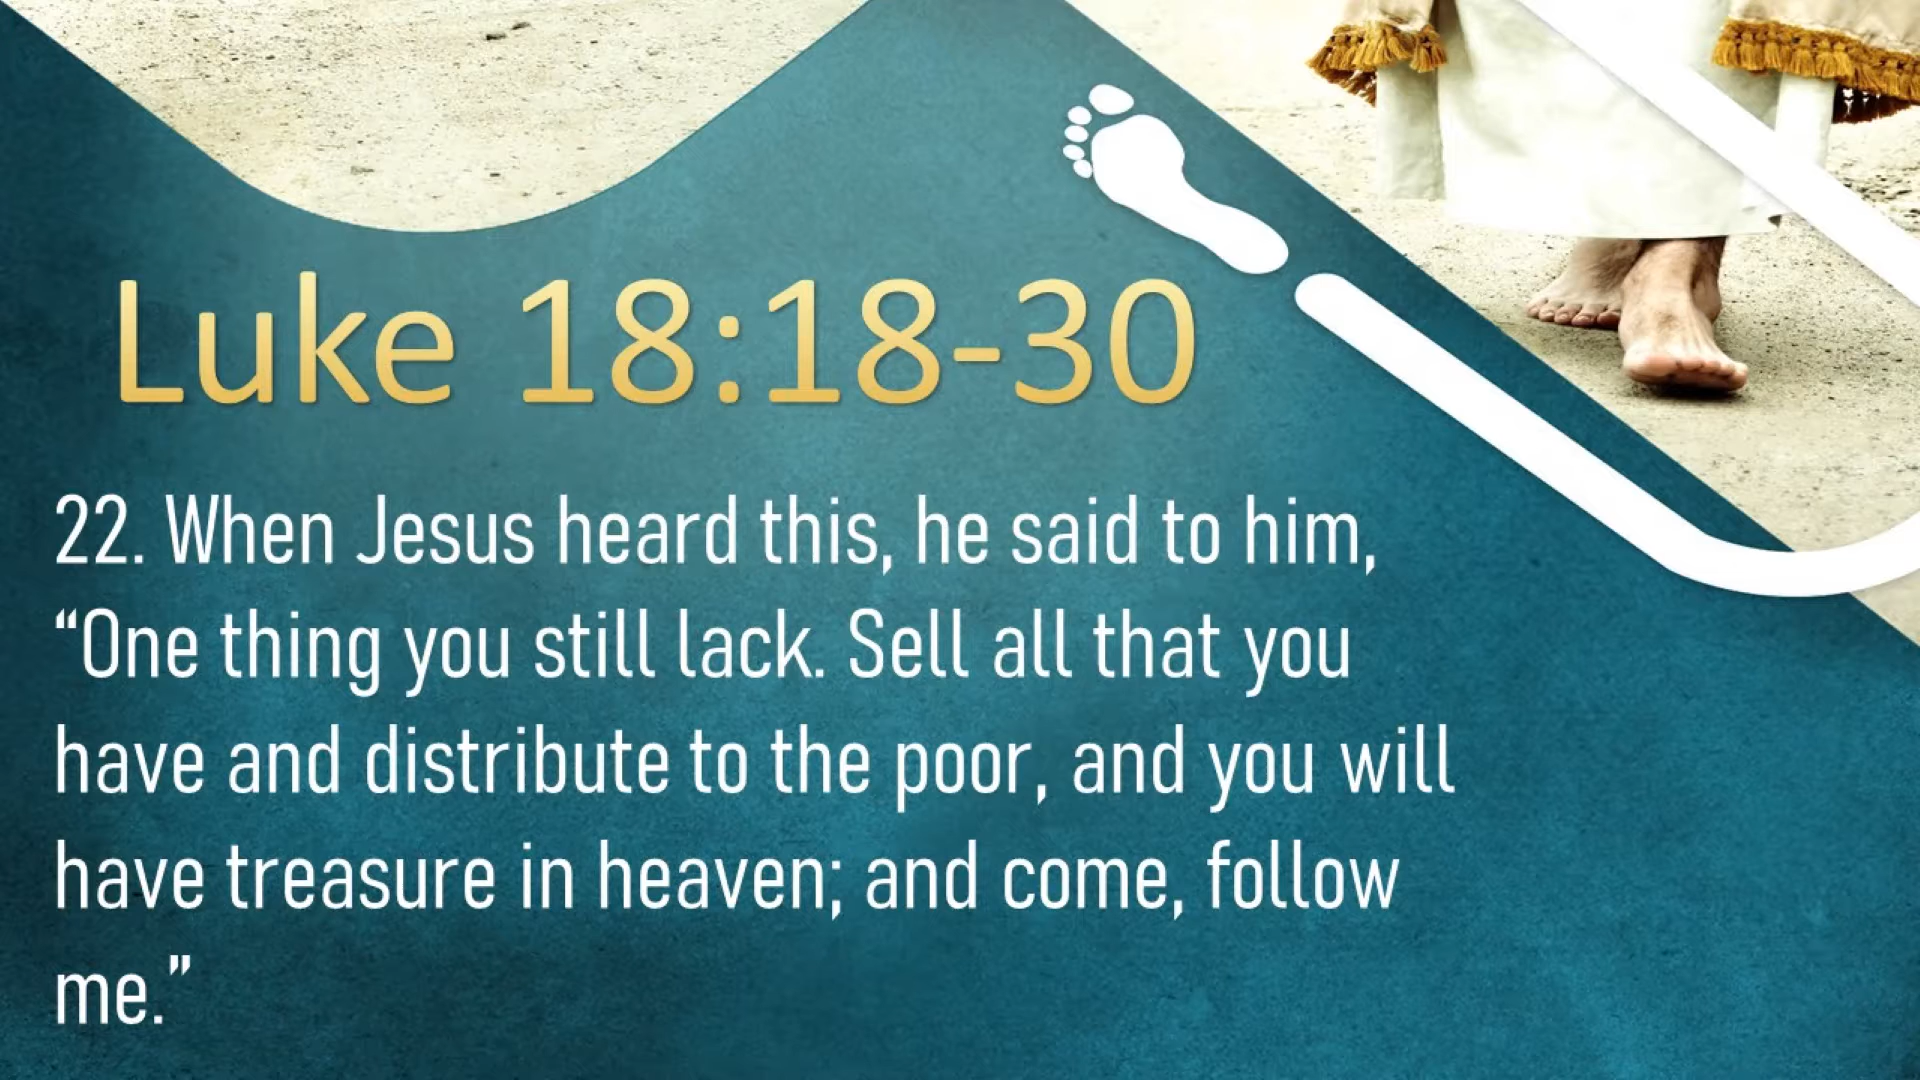 Luke 18:18-30
22. When Jesus heard this, he said to him,
“One thing you still lack. Sell all that you
have and distribute to the poor, and you will
have treasure in heaven; and come, follow
me.”